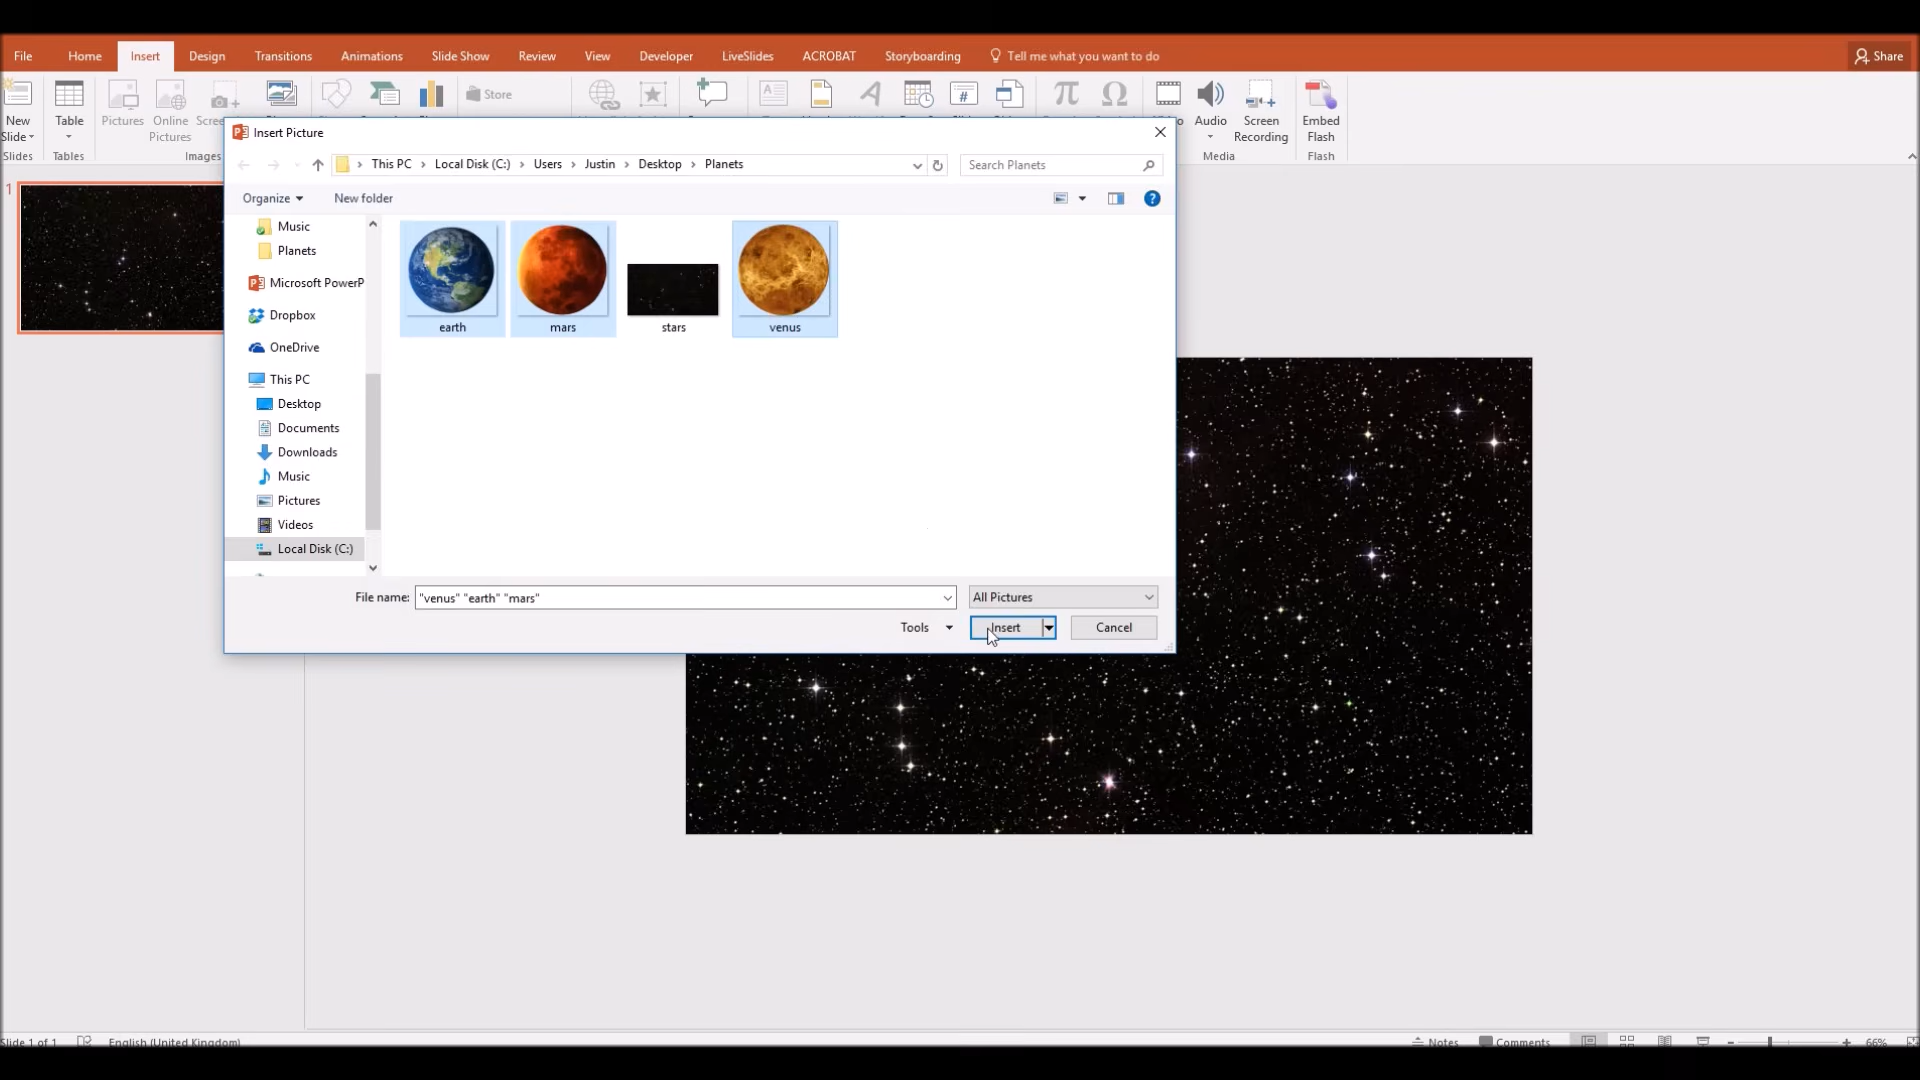 File Home Insert Design Transitions Animations Slide Show Review View Developer LiveSlides ACROBAT Storyboarding Tell me what you want to do Share
New Slide
Table
Pictures
Online Pictures
Store
Audio
Screen Recording
Embed Flash
Slides Tables Images Media Flash
Insert Picture
This PC Local Disk (C:) Users Justin Desktop Planets
Search Planets
Organize New folder
Music
Planets
Microsoft PowerP
Dropbox
OneDrive
This PC
Desktop
Documents
Downloads
Music
Pictures
Videos
Local Disk (C:)
earth mars stars venus
File name: "venus" "earth" "mars"
All Pictures
Tools Insert Cancel
1
Slide 1 of 1 English (United Kingdom) Notes Comments 66%